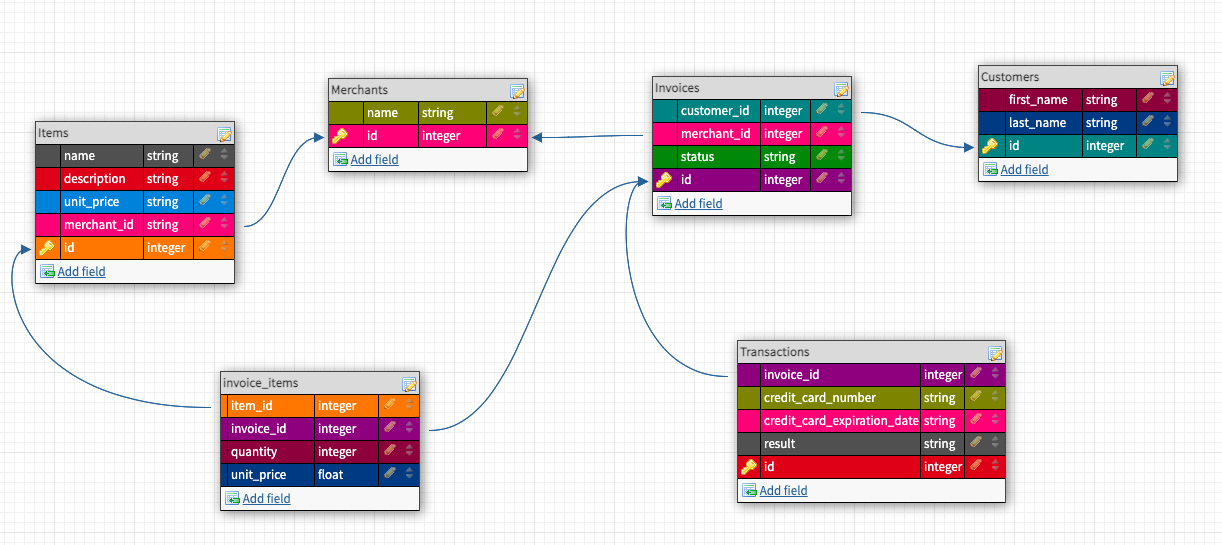 Items
name string
description string
unit_price string
merchant_id string
id integer
Add field
Merchants
name string
id integer
Add field
Invoices
customer_id integer
merchant_id integer
status string
id integer
Add field
Customers
first_name string
last_name string
id integer
Add field
invoice_items
item_id integer
invoice_id integer
quantity integer
unit_price float
Add field
Transactions
invoice_id integer
credit_card_number string
credit_card_expiration_date string
result string
id integer
Add field